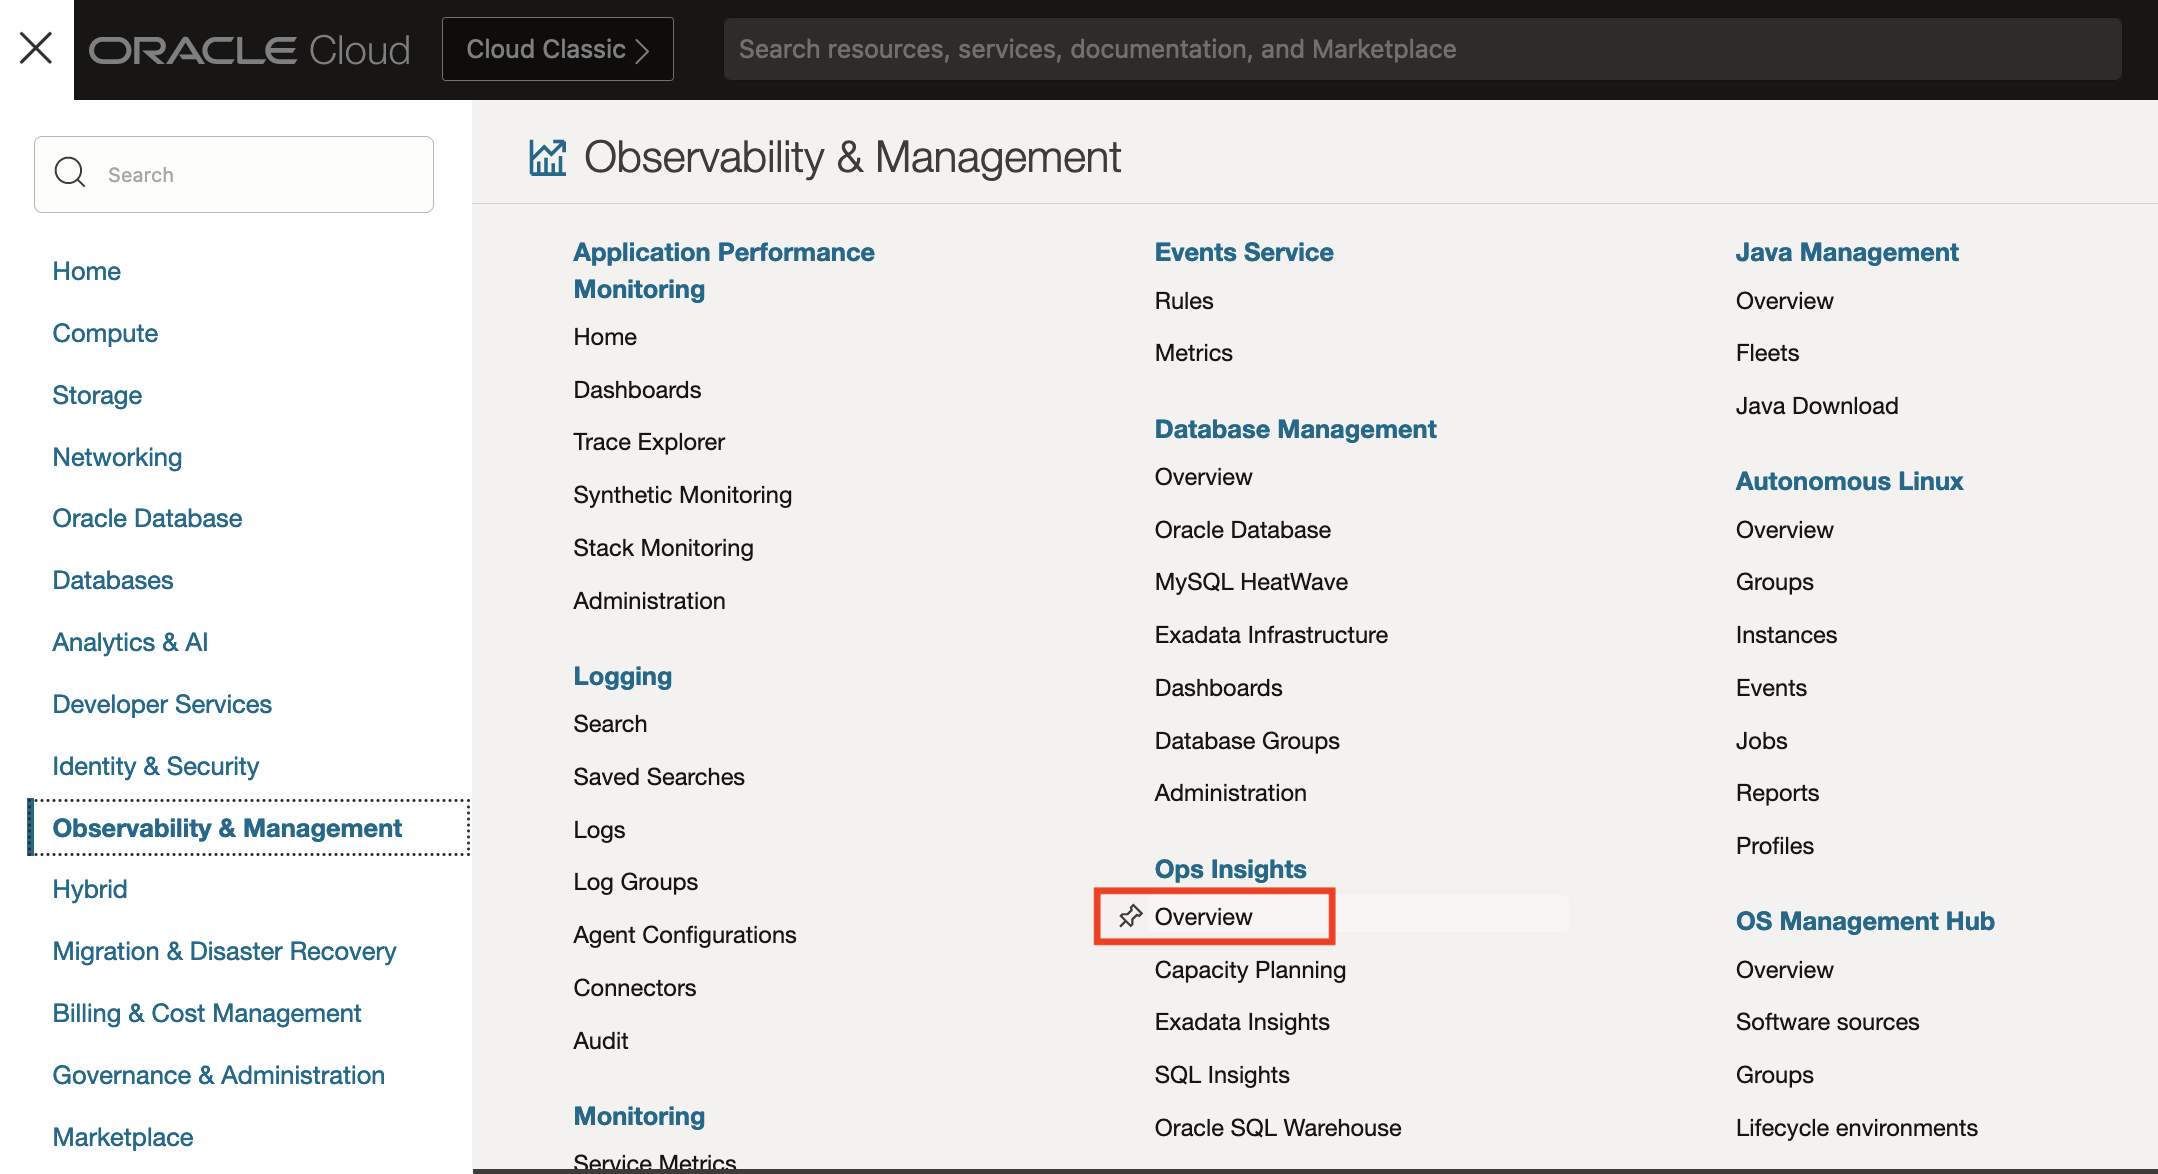 ORACLE Cloud
Cloud Classic
Search resources, services, documentation, and Marketplace
Search
Home
Compute
Storage
Networking
Oracle Database
Databases
Analytics & AI
Developer Services
Identity & Security
Observability & Management
Hybrid
Migration & Disaster Recovery
Billing & Cost Management
Governance & Administration
Marketplace
Observability & Management
Application Performance
Monitoring
Home
Dashboards
Trace Explorer
Synthetic Monitoring
Stack Monitoring
Administration
Logging
Search
Saved Searches
Logs
Log Groups
Agent Configurations
Connectors
Audit
Monitoring
Service Metrics
Events Service
Rules
Metrics
Database Management
Overview
Oracle Database
MySQL HeatWave
Exadata Infrastructure
Dashboards
Database Groups
Administration
Ops Insights
Overview
Capacity Planning
Exadata Insights
SQL Insights
Oracle SQL Warehouse
Java Management
Overview
Fleets
Java Download
Autonomous Linux
Overview
Groups
Instances
Events
Jobs
Reports
Profiles
OS Management Hub
Overview
Software sources
Groups
Lifecycle environments